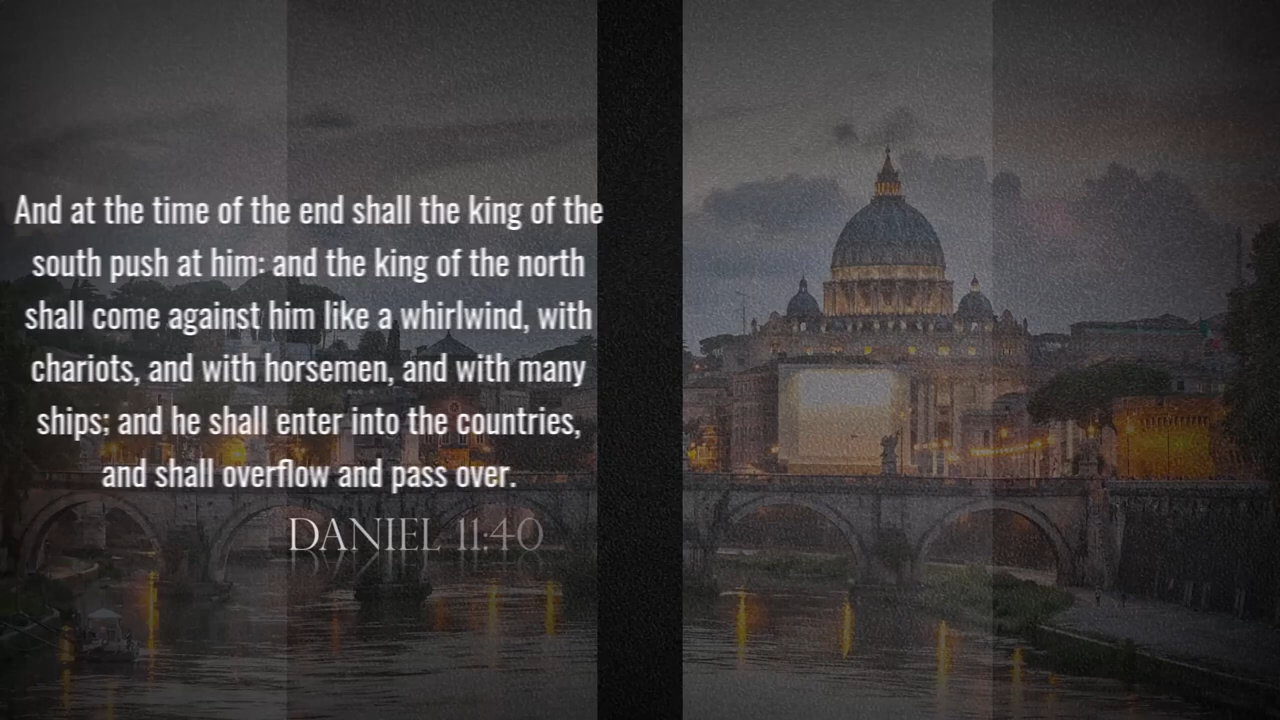 And at the time of the end shall the king of the
south push at him: and the king of the north
shall come against him like a whirlwind, with
chariots, and with horsemen, and with many
ships; and he shall enter into the countries,
and shall overflow and pass over.
DANIEL 11:40